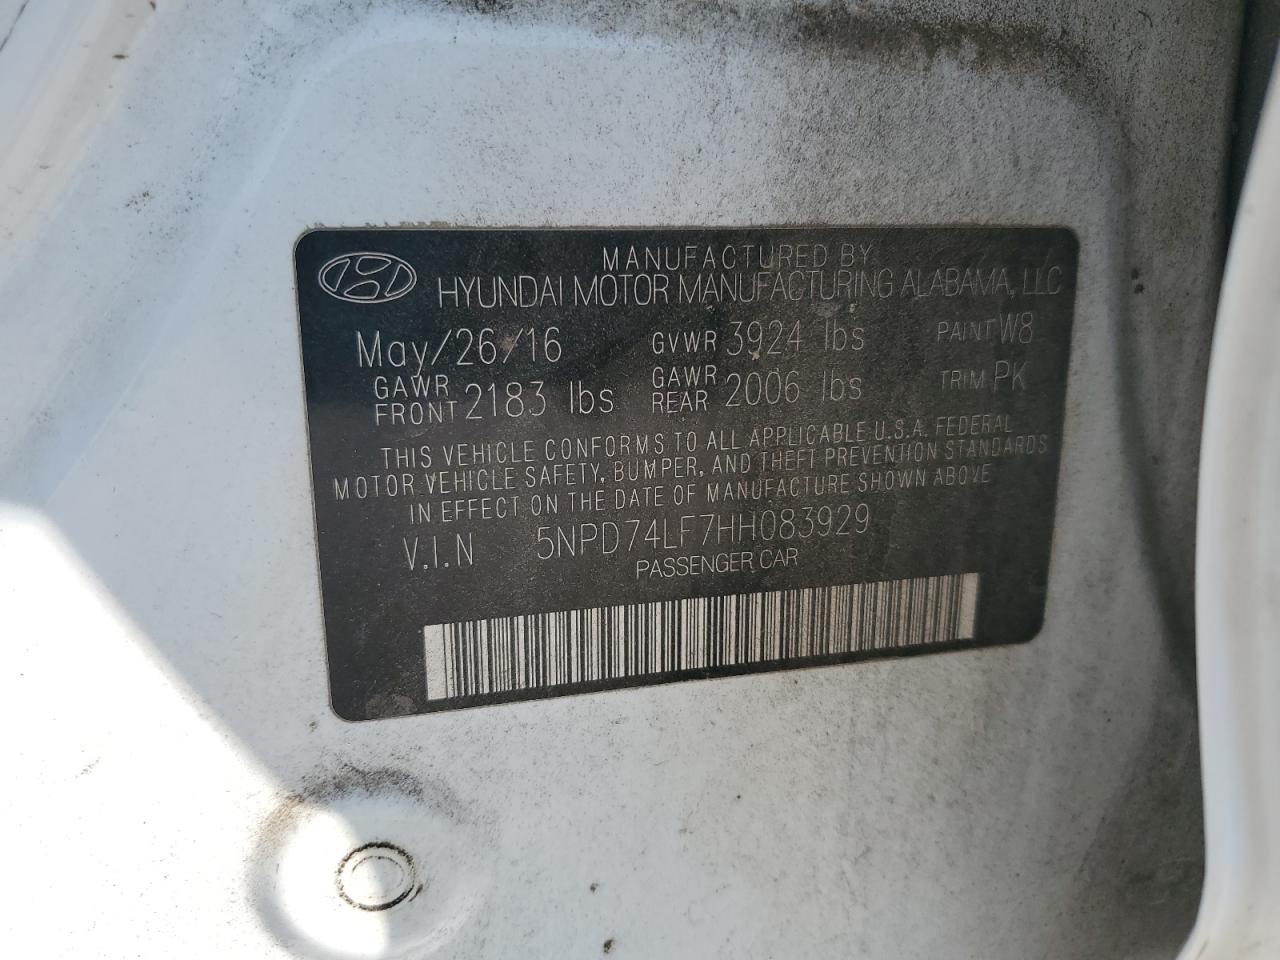 MANUFACTURED BY
HYUNDAI MOTOR MANUFACTURING ALABAMA, LLC
May/26/16 GVWR 3924 lbs PAINT W8
GAWR FRONT 2183 lbs GAWR REAR 2006 lbs TRIM PK
THIS VEHICLE CONFORMS TO ALL APPLICABLE U.S.A. FEDERAL
MOTOR VEHICLE SAFETY, BUMPER, AND THEFT PREVENTION STANDARDS
IN EFFECT ON THE DATE OF MANUFACTURE SHOWN ABOVE
V.I.N 5NPD74LF7HH083929
PASSENGER CAR